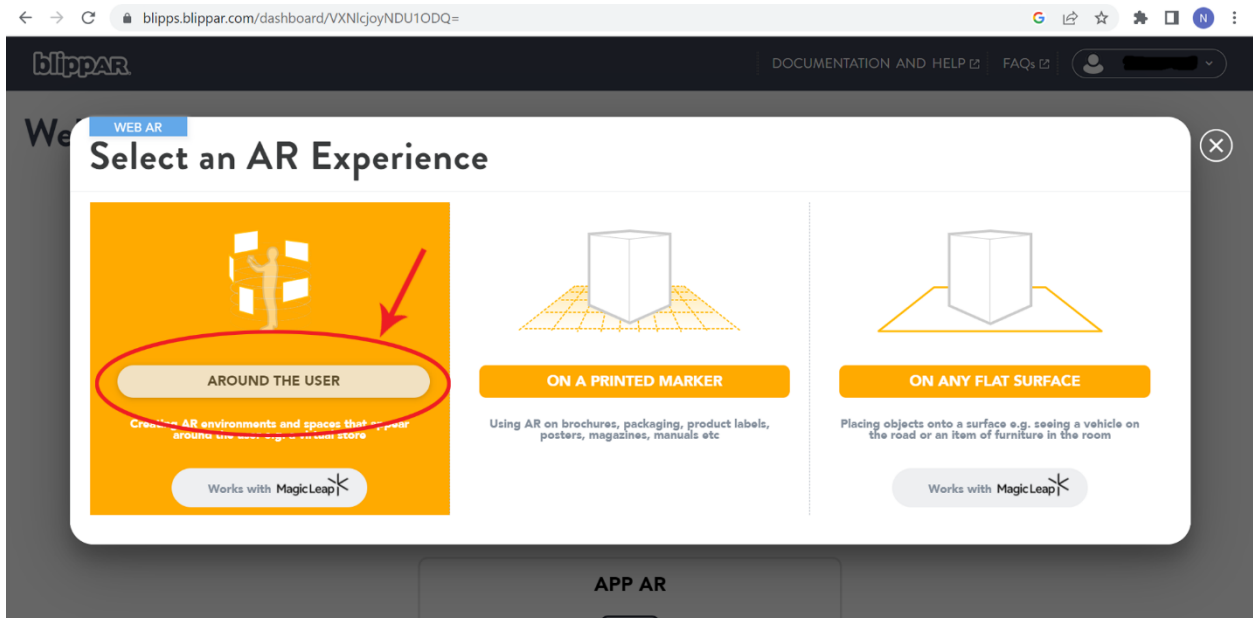 blipps.blippar.com/dashboard/VXNlcjoyNDU1ODQ=
G
N
blippAR
DOCUMENTATION AND HELP
FAQs
We
WEB AR
Select an AR Experience
AROUND THE USER
Creating AR environments and spaces that appear
around the user e.g. a virtual store
Works with MagicLeap
ON A PRINTED MARKER
Using AR on brochures, packaging, product labels,
posters, magazines, manuals etc
ON ANY FLAT SURFACE
Placing objects onto a surface e.g. seeing a vehicle on
the road or an item of furniture in the room
Works with MagicLeap
APP AR